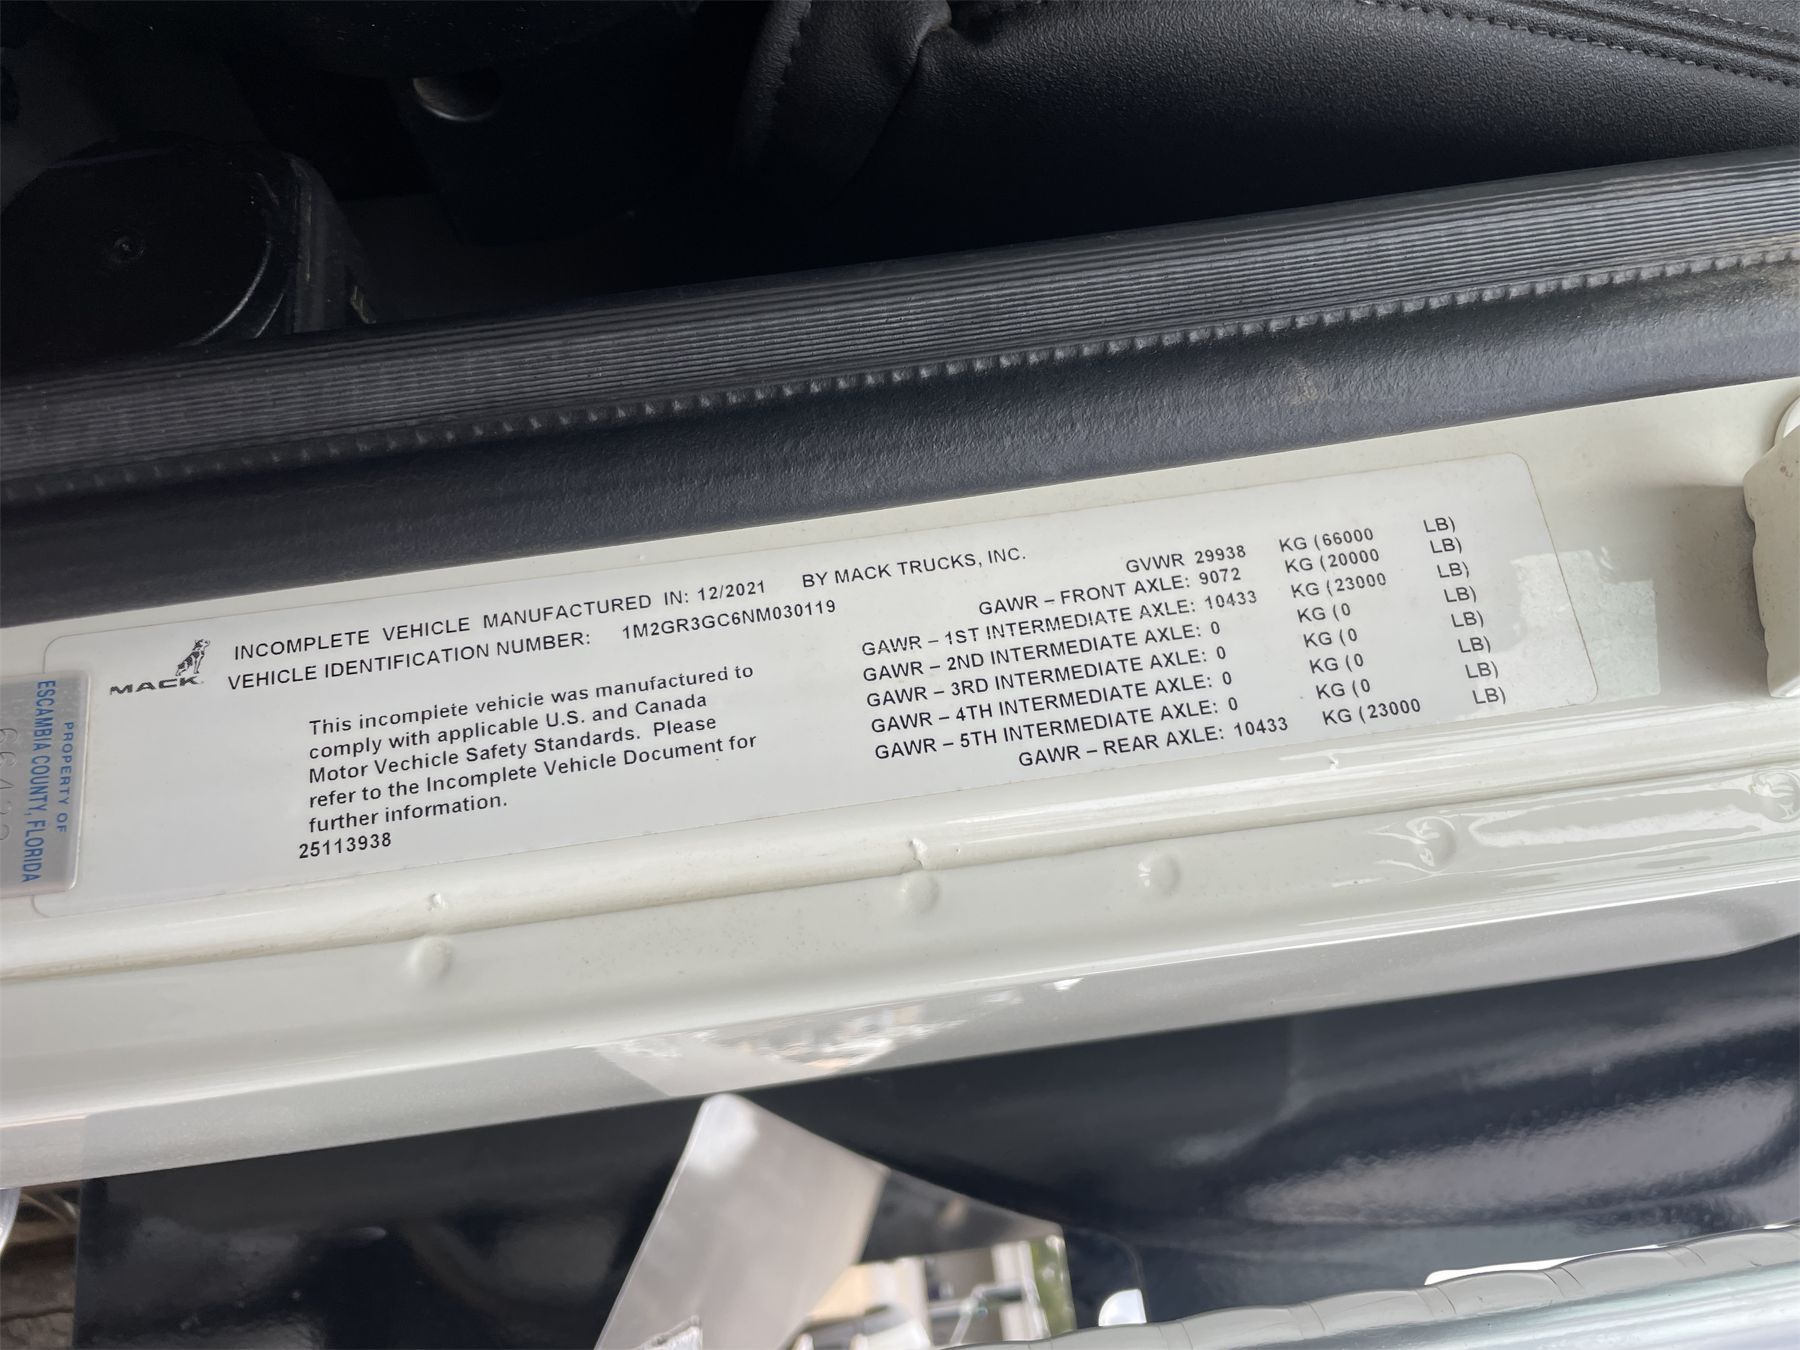 INCOMPLETE VEHICLE MANUFACTURED IN: 12/2021 BY MACK TRUCKS, INC.
VEHICLE IDENTIFICATION NUMBER: 1M2GR3GC6NM030119
MACK
This incomplete vehicle was manufactured to
comply with applicable U.S. and Canada
Motor Vechicle Safety Standards. Please
refer to the Incomplete Vehicle Document for
further information.
25113938
GVWR 29938 KG (66000 LB)
GAWR – FRONT AXLE: 9072 KG (20000 LB)
GAWR – 1ST INTERMEDIATE AXLE: 10433 KG (23000 LB)
GAWR – 2ND INTERMEDIATE AXLE: 0 KG (0 LB)
GAWR – 3RD INTERMEDIATE AXLE: 0 KG (0 LB)
GAWR – 4TH INTERMEDIATE AXLE: 0 KG (0 LB)
GAWR – 5TH INTERMEDIATE AXLE: 0 KG (0 LB)
GAWR – REAR AXLE: 10433 KG (23000 LB)
PROPERTY OF
ESCAMBIA COUNTY, FLORIDA